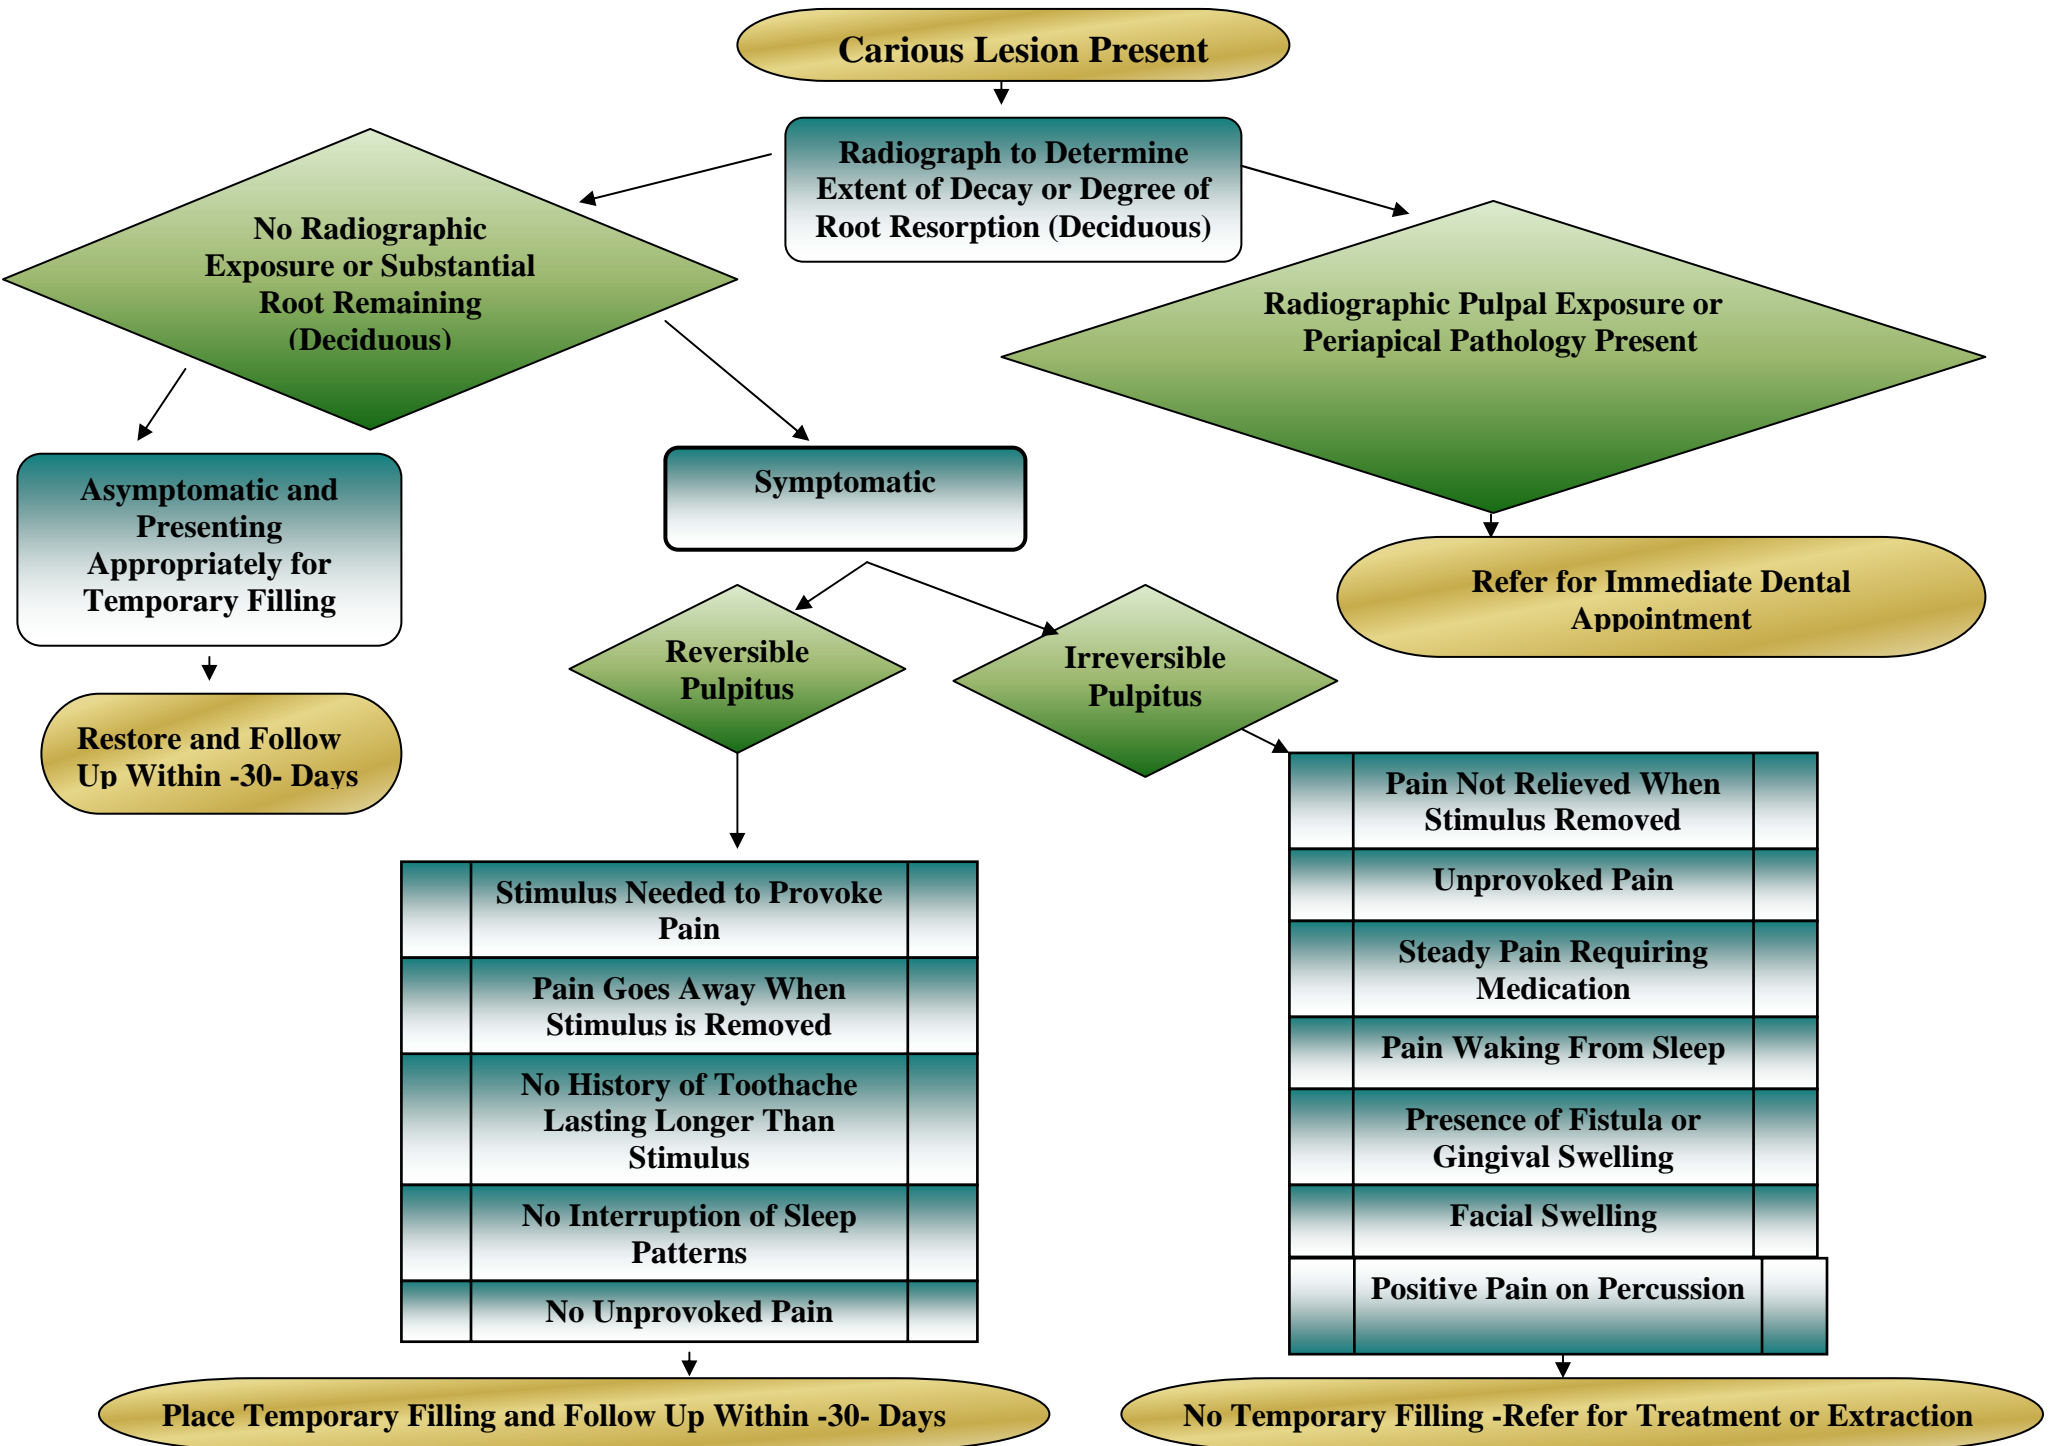 Carious Lesion Present
Radiograph to Determine
Extent of Decay or Degree of
Root Resorption (Deciduous)
No Radiographic
Exposure or Substantial
Root Remaining
(Deciduous)
Radiographic Pulpal Exposure or
Periapical Pathology Present
Asymptomatic and
Presenting
Appropriately for
Temporary Filling
Symptomatic
Refer for Immediate Dental
Appointment
Reversible
Pulpitus
Irreversible
Pulpitus
Restore and Follow
Up Within -30- Days
Stimulus Needed to Provoke
Pain
Pain Goes Away When
Stimulus is Removed
No History of Toothache
Lasting Longer Than
Stimulus
No Interruption of Sleep
Patterns
No Unprovoked Pain
Pain Not Relieved When
Stimulus Removed
Unprovoked Pain
Steady Pain Requiring
Medication
Pain Waking From Sleep
Presence of Fistula or
Gingival Swelling
Facial Swelling
Positive Pain on Percussion
Place Temporary Filling and Follow Up Within -30- Days
No Temporary Filling -Refer for Treatment or Extraction